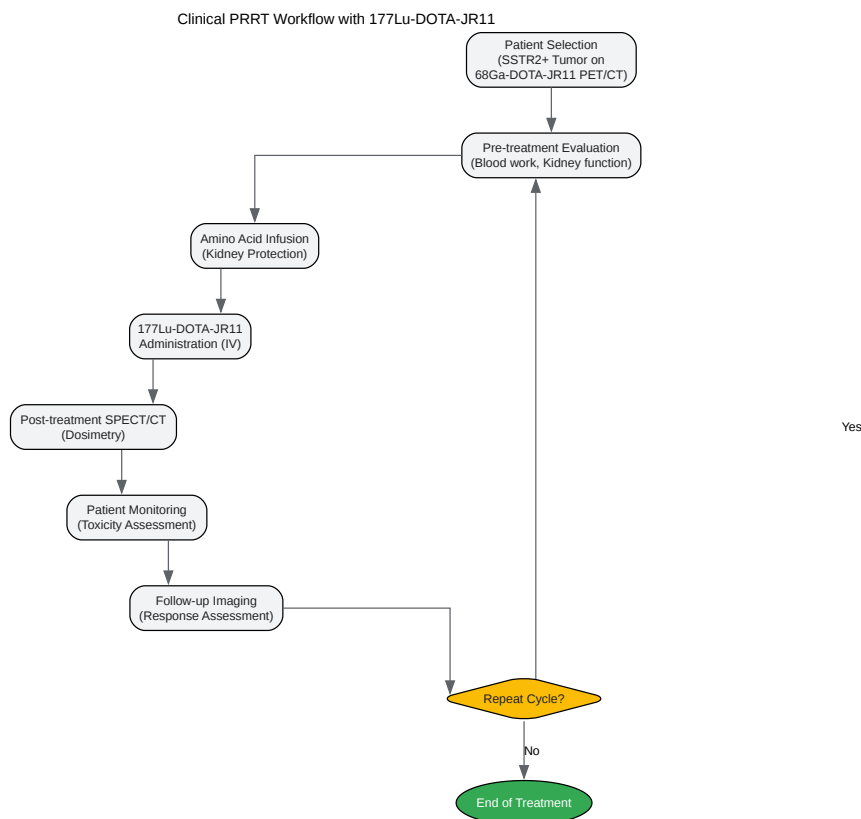 Clinical PRRT Workflow with 177Lu-DOTA-JR11
Patient Selection
(SSTR2+ Tumor on
68Ga-DOTA-JR11 PET/CT)
Pre-treatment Evaluation
(Blood work, Kidney function)
Amino Acid Infusion
(Kidney Protection)
177Lu-DOTA-JR11
Administration (IV)
Post-treatment SPECT/CT
(Dosimetry)
Yes
Patient Monitoring
(Toxicity Assessment)
Follow-up Imaging
(Response Assessment)
Repeat Cycle?
No
End of Treatment